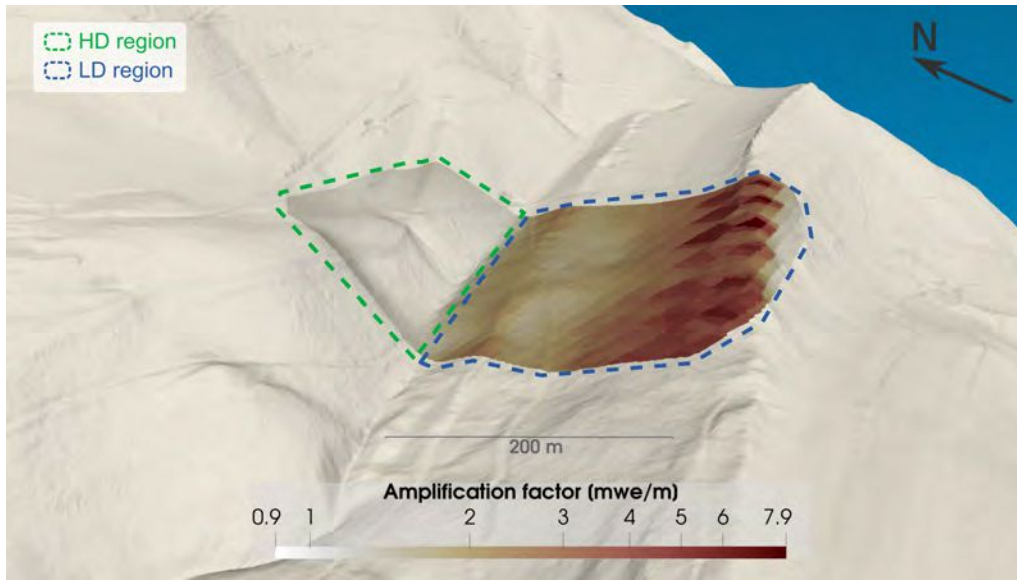 HD region
LD region
N
200 m
Amplification factor (mwe/m)
0.9 1 2 3 4 5 6 7.9